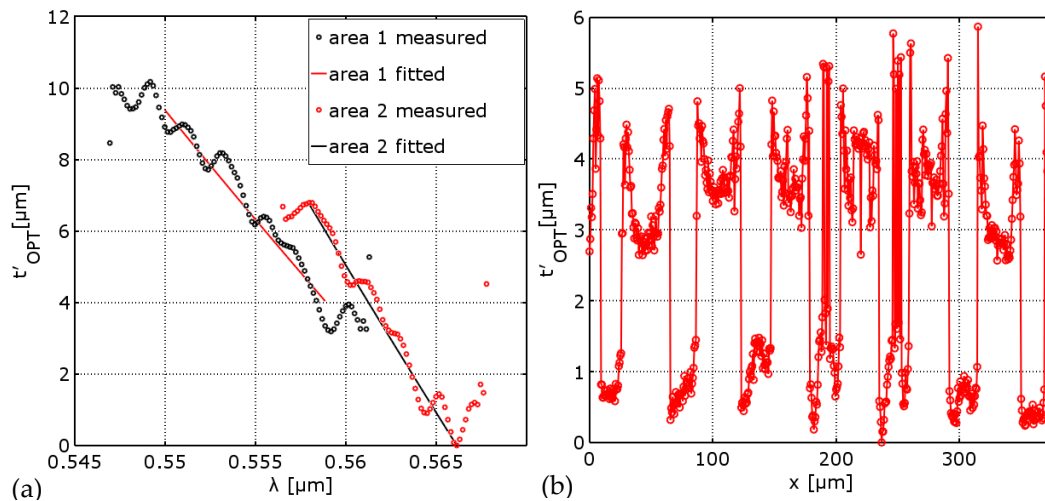 12
10
8
6
4
2
0
t'OPT[μm]
0.545
0.55
0.555
0.56
0.565
λ [μm]
area 1 measured
area 1 fitted
area 2 measured
area 2 fitted
(a)
6
5
4
3
2
1
0
t'OPT[μm]
0
100
200
300
x [μm]
(b)